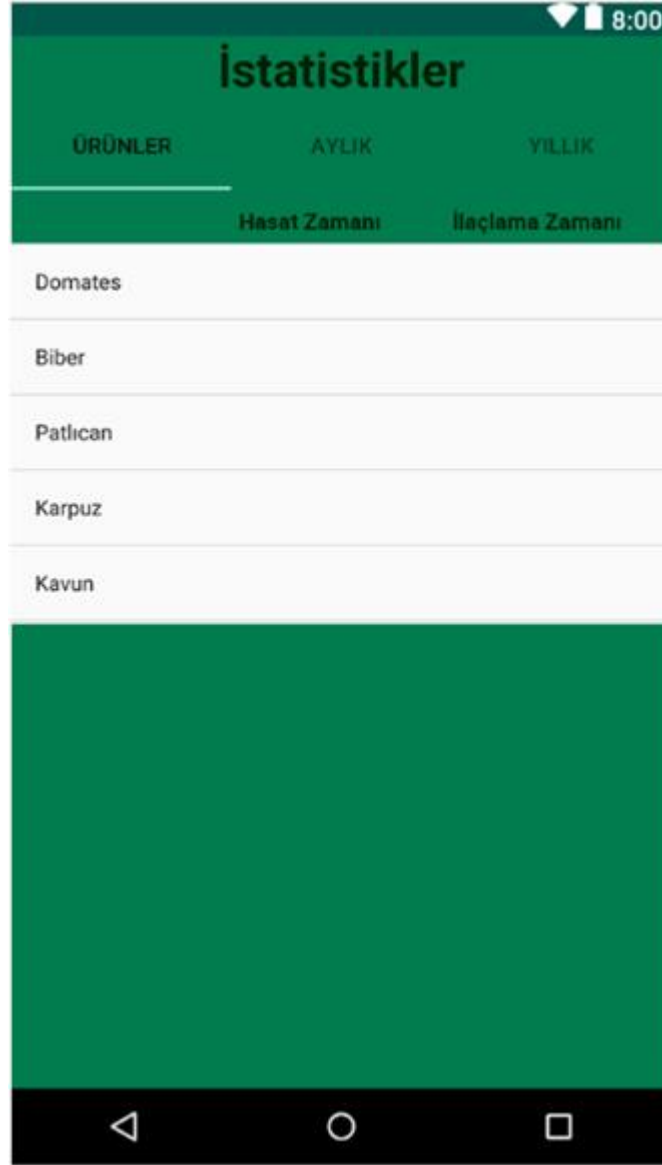 8:00
İstatistikler
ÜRÜNLER AYLIK YILLIK
Hasat Zamanı İlaçlama Zamanı
Domates
Biber
Patlıcan
Karpuz
Kavun